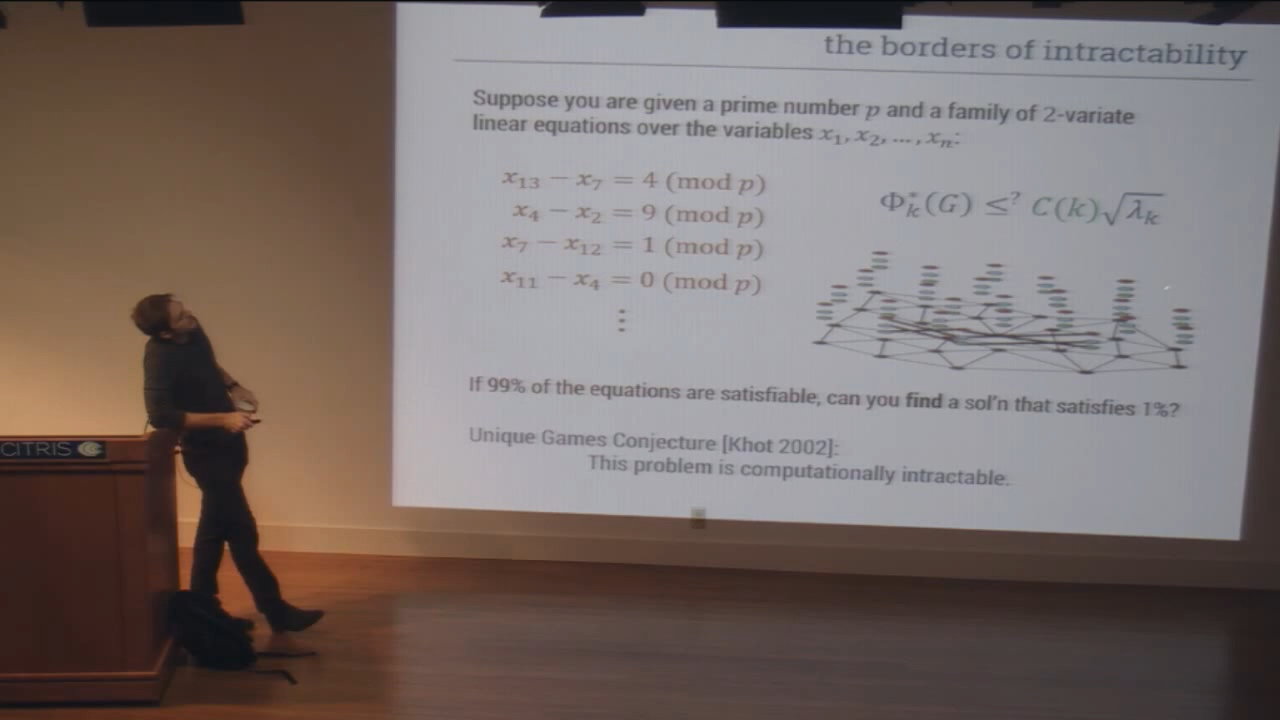 the borders of intractability
Suppose you are given a prime number p and a family of 2-variate
linear equations over the variables x₁, x₂, ..., xₙ:
x₁₃ − x₇ = 4 (mod p)
x₄ − x₂ = 9 (mod p)
x₇ − x₁₂ = 1 (mod p)
x₁₁ − x₄ = 0 (mod p)
⋮
Φ*ₖ(G) ≤? C(k)√λₖ
If 99% of the equations are satisfiable, can you find a sol'n that satisfies 1%?
Unique Games Conjecture [Khot 2002]:
This problem is computationally intractable.
CITRIS